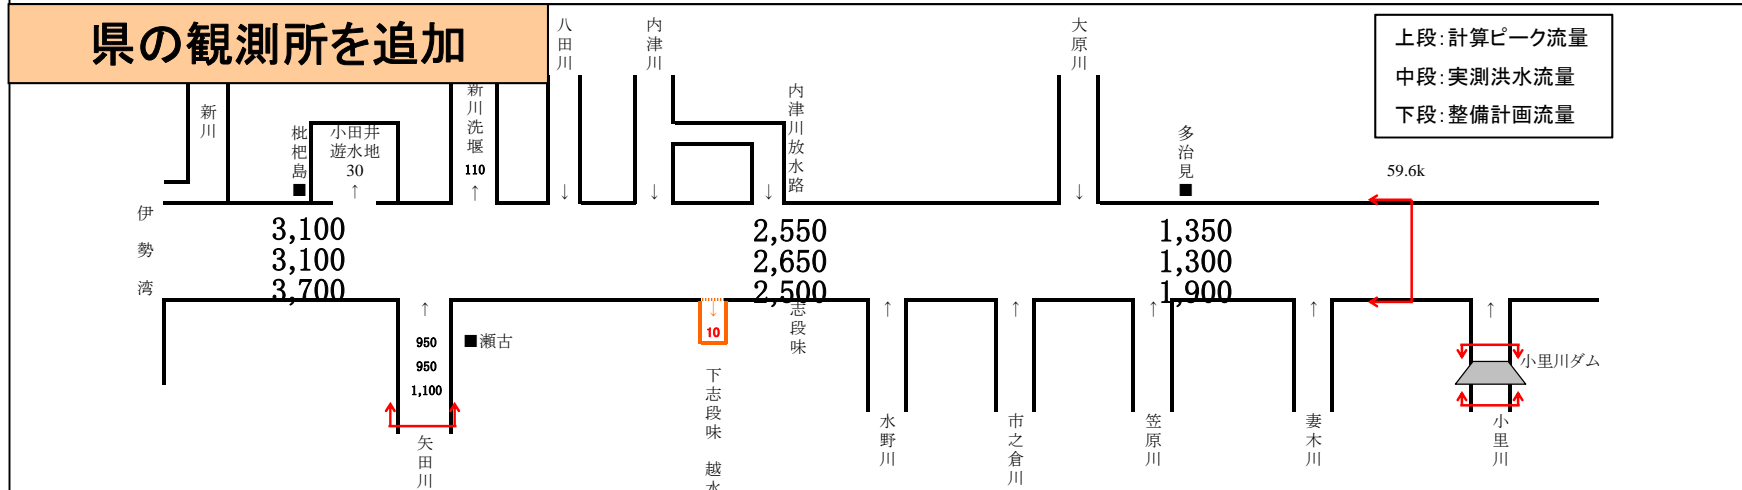 県の観測所を追加
八田川
内津川
大原川
上段：計算ピーク流量
中段：実測洪水流量
下段：整備計画流量
新川
枇杷島
■
小田井
遊水地
30
↑
新川洗堰
110
↑
↓
↓
内津川放水路
↓
↓
多治見
■
59.6k
伊勢湾
3,100
3,100
3,700
2,550
2,650
2,500
1,350
1,300
1,900
↑
950
950
1,100
矢田川
■瀬古
↓
10
下志段味 越水
志段味
↑
水野川
↑
市之倉川
↑
笠原川
↑
妻木川
↑
小里川ダム
小里川